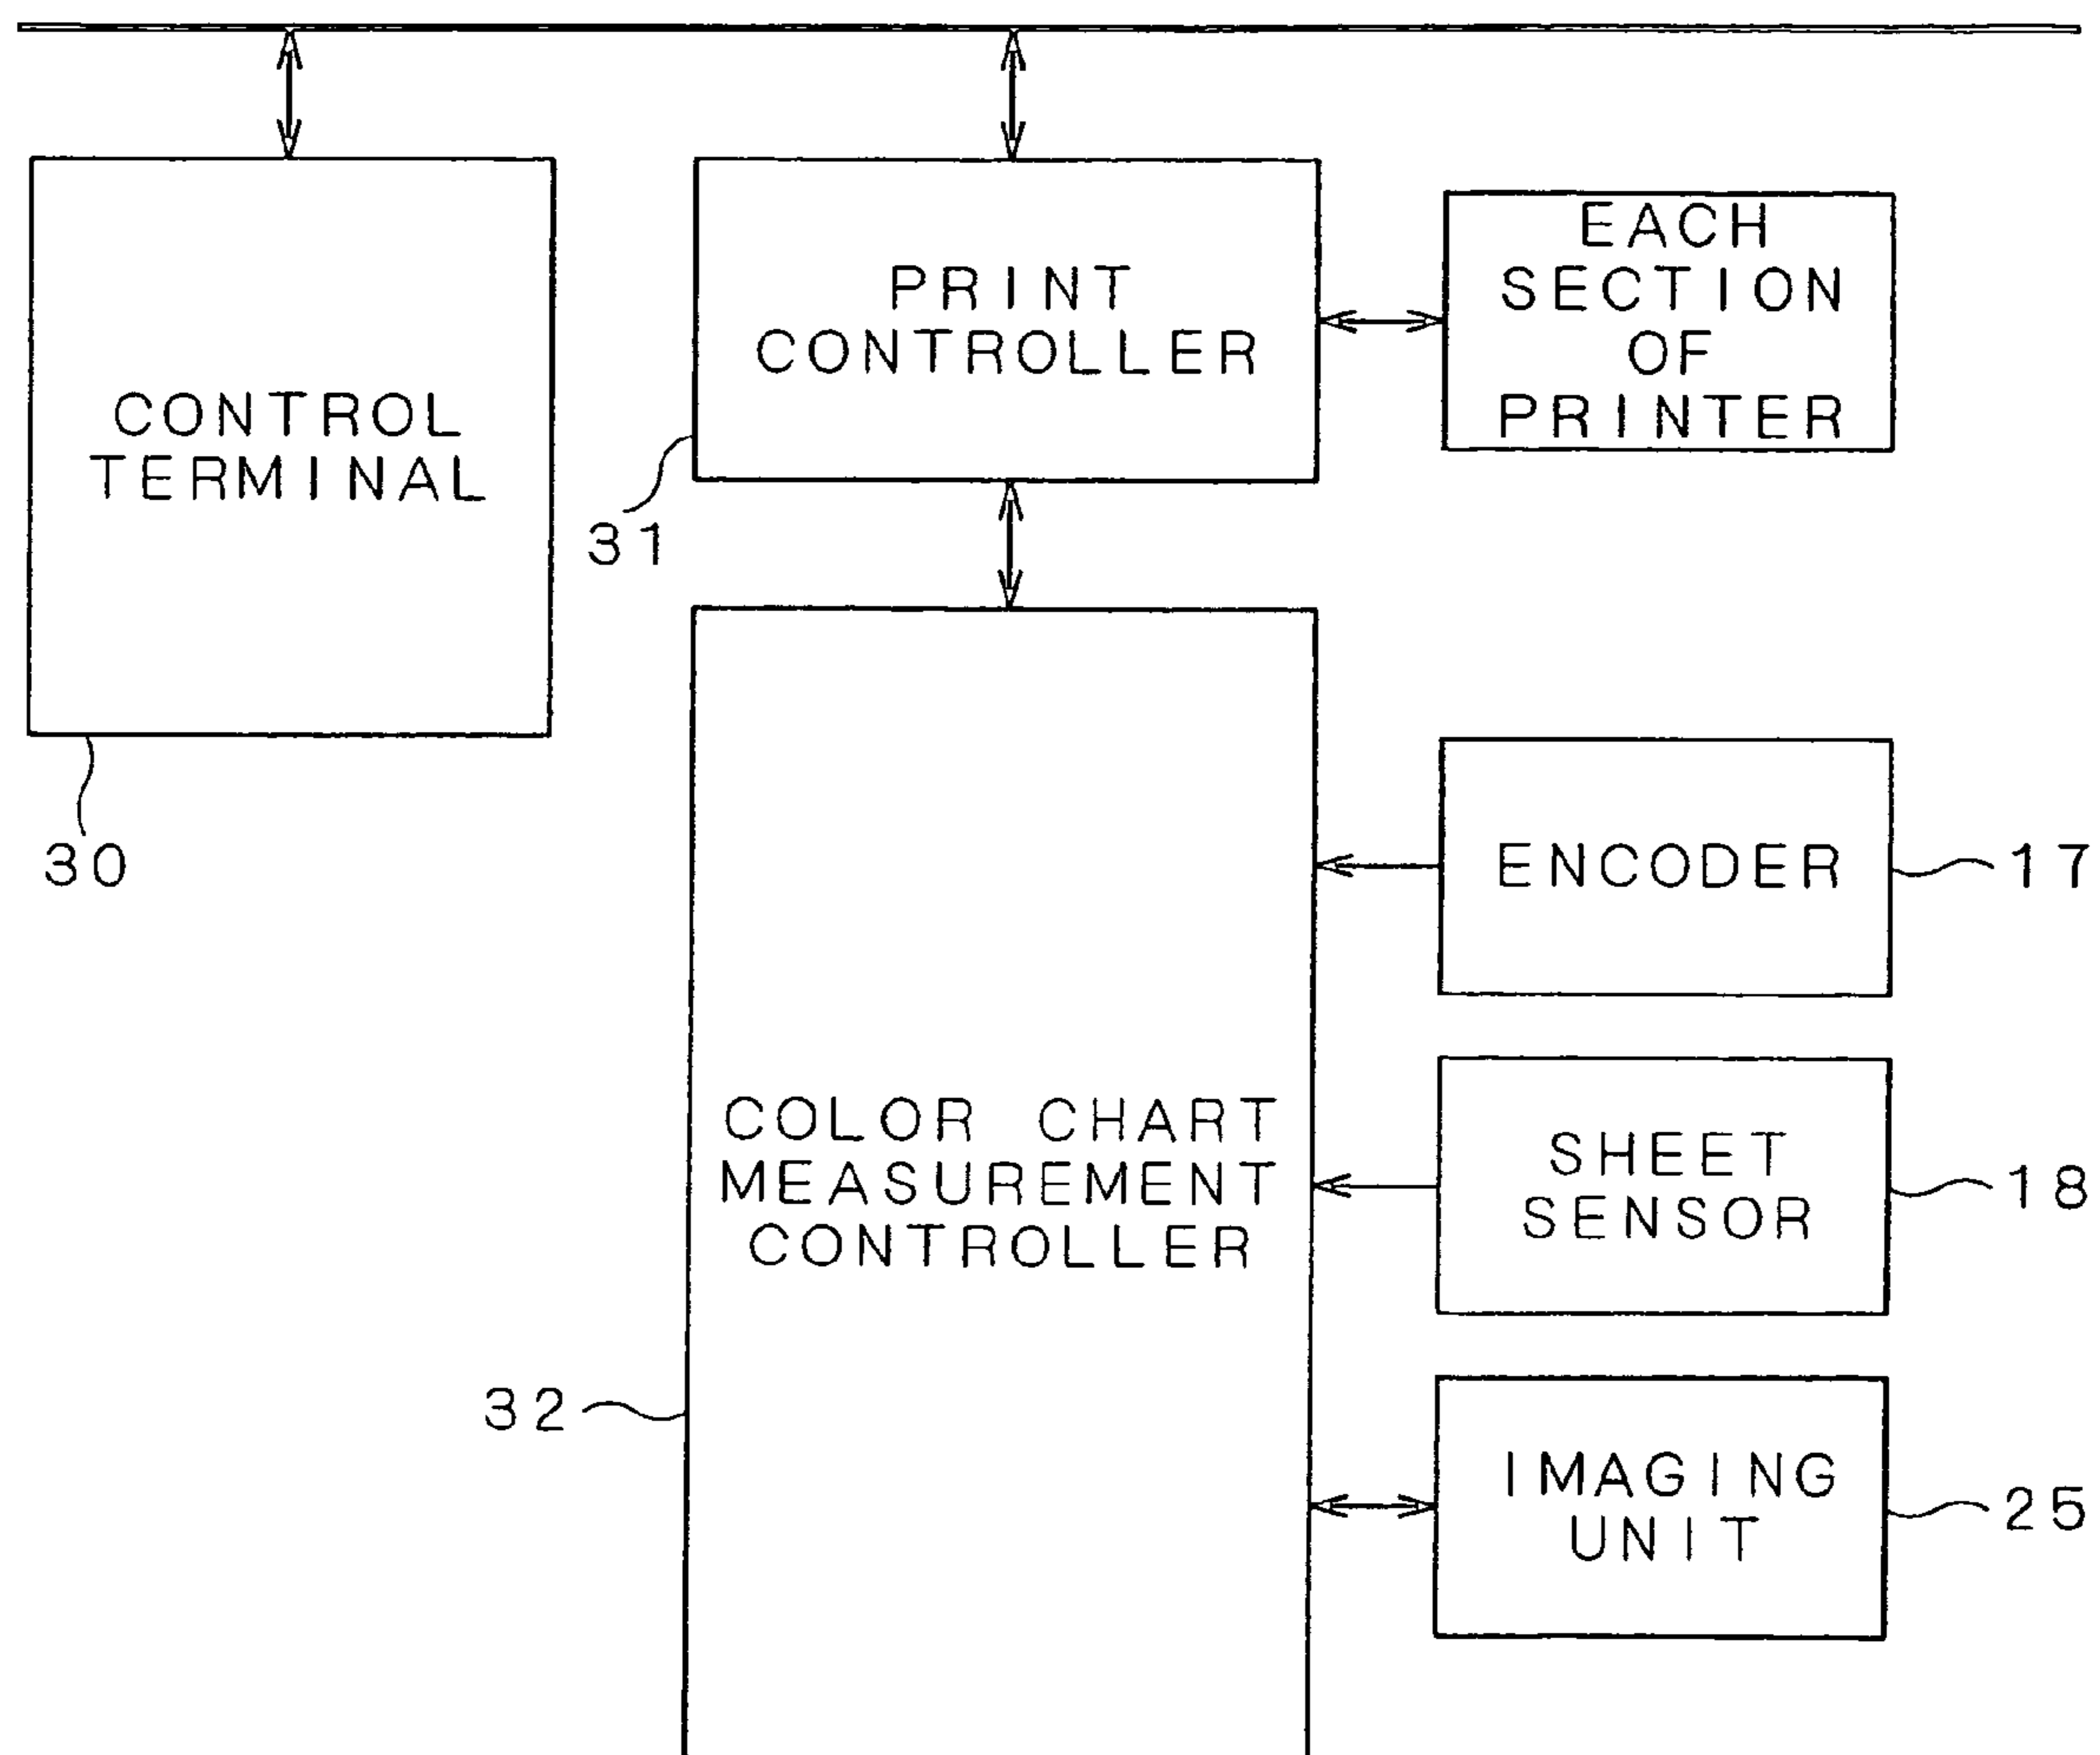 CONTROL
TERMINAL
30
PRINT
CONTROLLER
31
EACH
SECTION
OF
PRINTER
COLOR CHART
MEASUREMENT
CONTROLLER
32
ENCODER
17
SHEET
SENSOR
18
IMAGING
UNIT
25